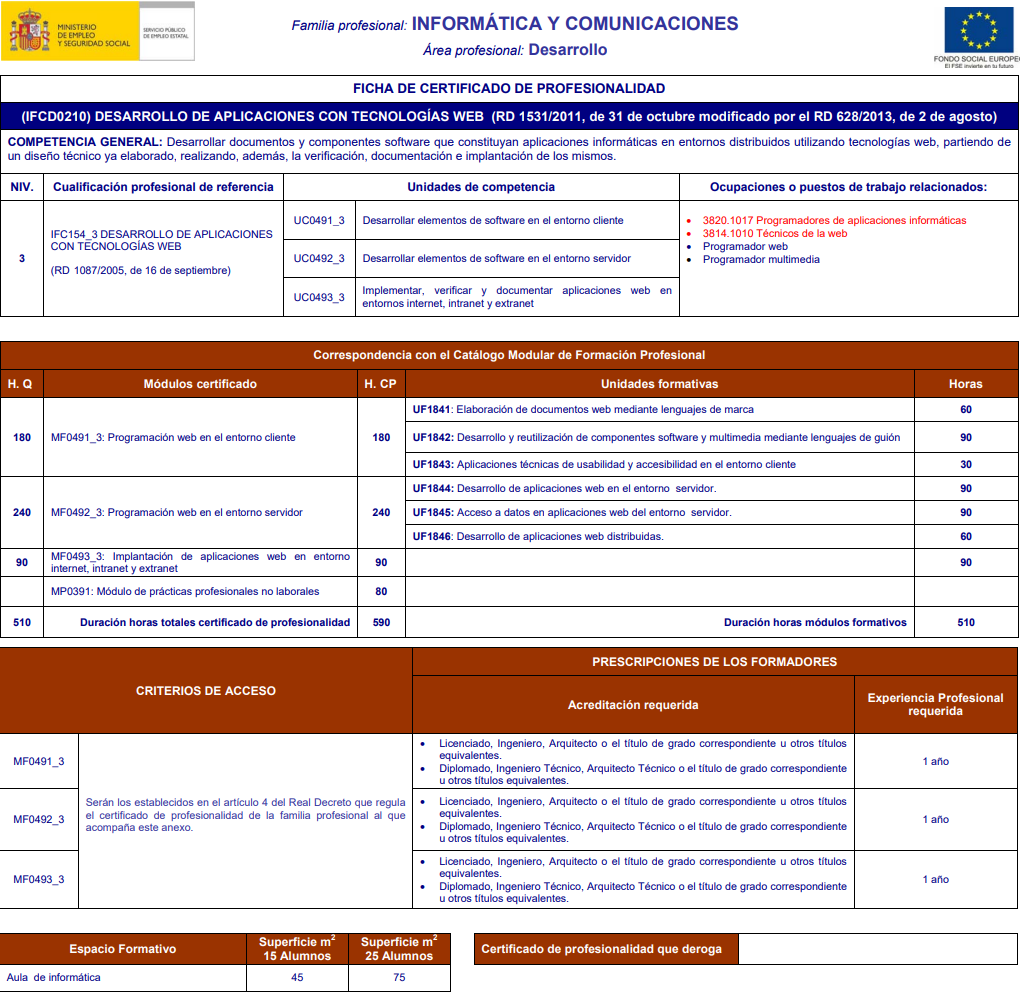 MINISTERIO
DE EMPLEO
Y SEGURIDAD SOCIAL
SERVICIO PÚBLICO
DE EMPLEO ESTATAL
Familia profesional: INFORMÁTICA Y COMUNICACIONES
Área profesional: Desarrollo
FONDO SOCIAL EUROPE
El FSE invierte en tu futuro
FICHA DE CERTIFICADO DE PROFESIONALIDAD
(IFCD0210) DESARROLLO DE APLICACIONES CON TECNOLOGÍAS WEB (RD 1531/2011, de 31 de octubre modificado por el RD 628/2013, de 2 de agosto)
COMPETENCIA GENERAL: Desarrollar documentos y componentes software que constituyan aplicaciones informáticas en entornos distribuidos utilizando tecnologías web, partiendo de
un diseño técnico ya elaborado, realizando, además, la verificación, documentación e implantación de los mismos.
NIV. Cualificación profesional de referencia Unidades de competencia Ocupaciones o puestos de trabajo relacionados:
3
IFC154_3 DESARROLLO DE APLICACIONES
CON TECNOLOGÍAS WEB
(RD 1087/2005, de 16 de septiembre)
UC0491_3 Desarrollar elementos de software en el entorno cliente
UC0492_3 Desarrollar elementos de software en el entorno servidor
UC0493_3 Implementar, verificar y documentar aplicaciones web en
entornos internet, intranet y extranet
• 3820.1017 Programadores de aplicaciones informáticas
• 3814.1010 Técnicos de la web
• Programador web
• Programador multimedia
Correspondencia con el Catálogo Modular de Formación Profesional
H. Q Módulos certificado H. CP Unidades formativas Horas
180 MF0491_3: Programación web en el entorno cliente 180
UF1841: Elaboración de documentos web mediante lenguajes de marca 60
UF1842: Desarrollo y reutilización de componentes software y multimedia mediante lenguajes de guión 90
UF1843: Aplicaciones técnicas de usabilidad y accesibilidad en el entorno cliente 30
240 MF0492_3: Programación web en el entorno servidor 240
UF1844: Desarrollo de aplicaciones web en el entorno servidor. 90
UF1845: Acceso a datos en aplicaciones web del entorno servidor. 90
UF1846: Desarrollo de aplicaciones web distribuidas. 60
90 MF0493_3: Implantación de aplicaciones web en entorno
internet, intranet y extranet 90 90
MP0391: Módulo de prácticas profesionales no laborales 80
510 Duración horas totales certificado de profesionalidad 590 Duración horas módulos formativos 510
CRITERIOS DE ACCESO
PRESCRIPCIONES DE LOS FORMADORES
Acreditación requerida
Experiencia Profesional
requerida
MF0491_3
MF0492_3
MF0493_3
Serán los establecidos en el artículo 4 del Real Decreto que regula
el certificado de profesionalidad de la familia profesional al que
acompaña este anexo.
• Licenciado, Ingeniero, Arquitecto o el título de grado correspondiente u otros títulos
equivalentes.
• Diplomado, Ingeniero Técnico, Arquitecto Técnico o el título de grado correspondiente
u otros títulos equivalentes.
1 año
• Licenciado, Ingeniero, Arquitecto o el título de grado correspondiente u otros títulos
equivalentes.
• Diplomado, Ingeniero Técnico, Arquitecto Técnico o el título de grado correspondiente
u otros títulos equivalentes.
1 año
• Licenciado, Ingeniero, Arquitecto o el título de grado correspondiente u otros títulos
equivalentes.
• Diplomado, Ingeniero Técnico, Arquitecto Técnico o el título de grado correspondiente
u otros títulos equivalentes.
1 año
Espacio Formativo
Superficie m²
15 Alumnos
Superficie m²
25 Alumnos
Aula de informática 45 75
Certificado de profesionalidad que deroga